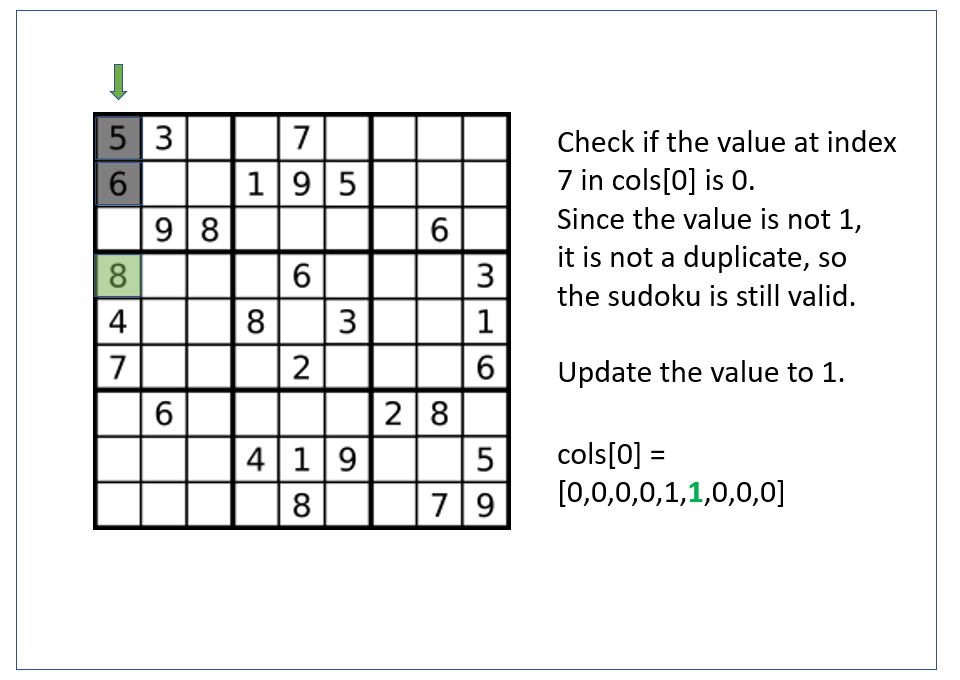 5 3 7
6 1 9 5
9 8 6
8 6 3
4 8 3 1
7 2 6
6 2 8
4 1 9 5
8 7 9
Check if the value at index
7 in cols[0] is 0.
Since the value is not 1,
it is not a duplicate, so
the sudoku is still valid.
Update the value to 1.
cols[0] =
[0,0,0,0,1,1,0,0,0]